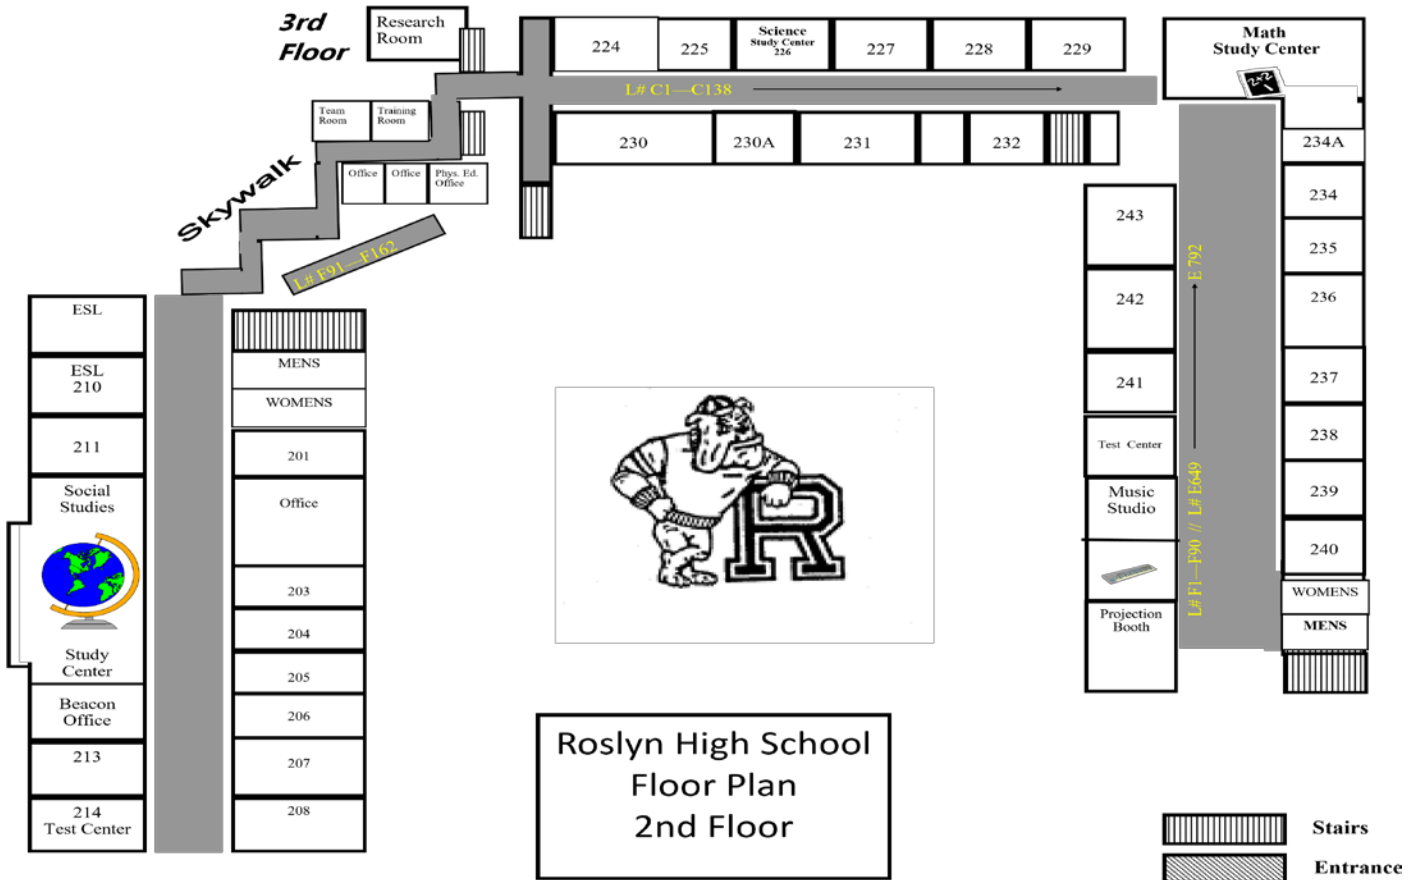 3rd
Floor
Research
Room
224
225
Science
Study Center
226
227
228
229
Math
Study Center
2+2
L# C1—C138
Team
Room
Training
Room
230
230A
231
232
234A
Office
Office
Phys. Ed.
Office
Skywalk
L# F91—F162
243
234
235
242
236
E 792
241
237
Test Center
238
Music
Studio
239
L# F1—F90 // L# E649
240
WOMENS
MENS
Projection
Booth
ESL
ESL
210
211
Social
Studies
Study
Center
Beacon
Office
213
214
Test Center
MENS
WOMENS
201
Office
203
204
205
206
207
208
R
Roslyn High School
Floor Plan
2nd Floor
Stairs
Entrance